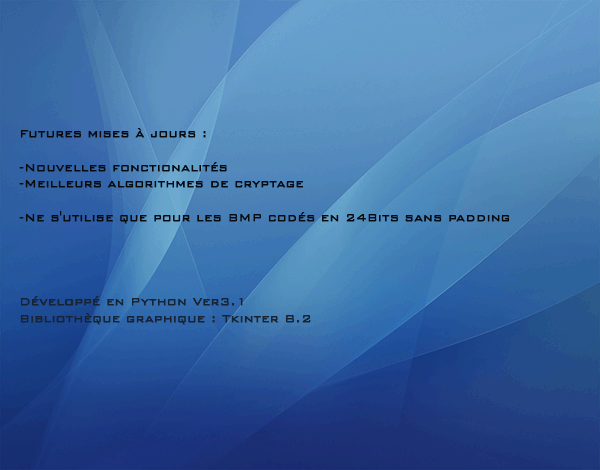 Futures mises à jours :
-Nouvelles fonctionalités
-Meilleurs algorithmes de cryptage
-Ne s'utilise que pour les BMP codés en 24Bits sans padding
Développé en Python Ver3.1
Bibliothèque graphique : Tkinter 8.2